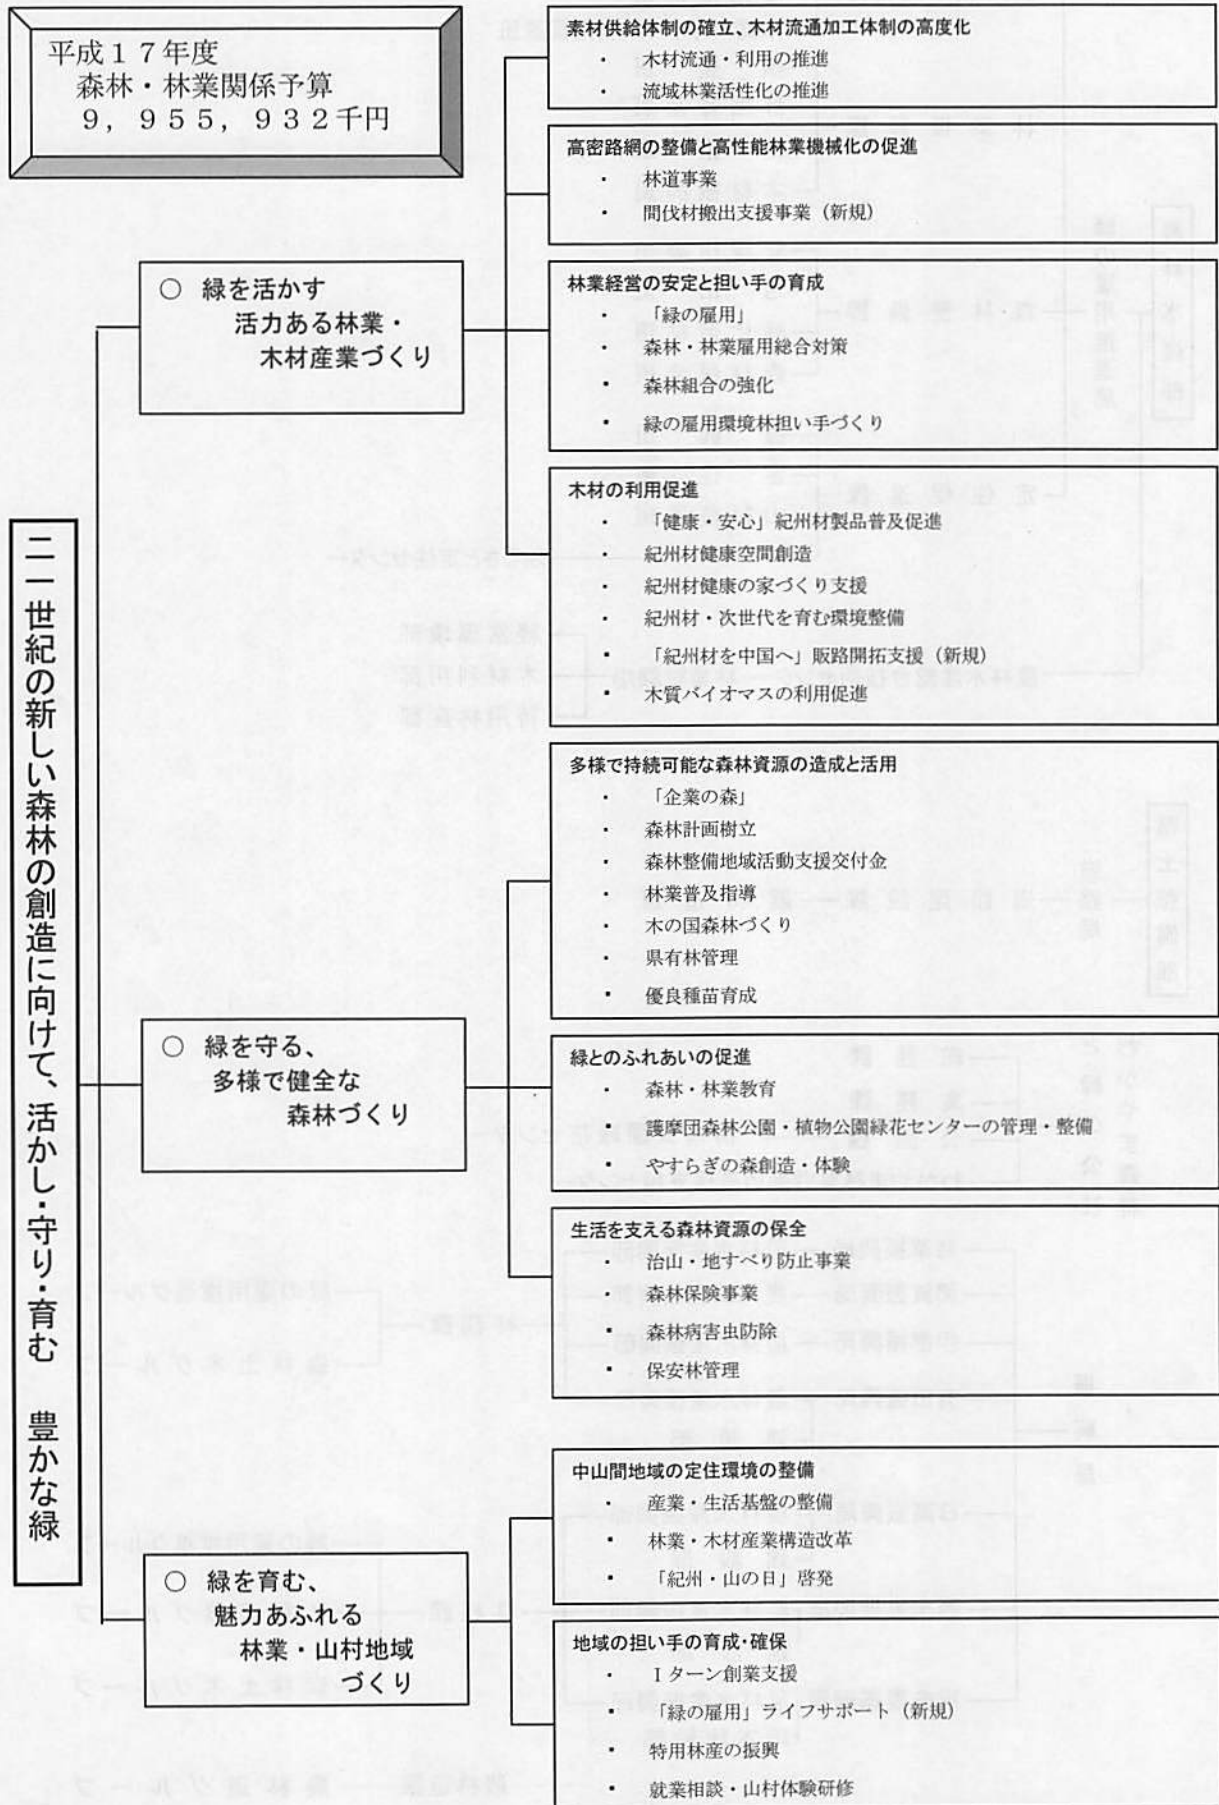 平成１７年度
森林・林業関係予算
９，９５５，９３２千円
二一世紀の新しい森林の創造に向けて、活かし・守り・育む　豊かな緑
○ 緑を活かす
活力ある林業・
木材産業づくり
素材供給体制の確立、木材流通加工体制の高度化
・ 木材流通・利用の推進
・ 流域林業活性化の推進
高密路網の整備と高性能林業機械化の促進
・ 林道事業
・ 間伐材搬出支援事業（新規）
林業経営の安定と担い手の育成
・ 「緑の雇用」
・ 森林・林業雇用総合対策
・ 森林組合の強化
・ 緑の雇用環境林担い手づくり
木材の利用促進
・ 「健康・安心」紀州材製品普及促進
・ 紀州材健康空間創造
・ 紀州材健康の家づくり支援
・ 紀州材・次世代を育む環境整備
・ 「紀州材を中国へ」販路開拓支援（新規）
・ 木質バイオマスの利用促進
○ 緑を守る、
多様で健全な
森林づくり
多様で持続可能な森林資源の造成と活用
・ 「企業の森」
・ 森林計画樹立
・ 森林整備地域活動支援交付金
・ 林業普及指導
・ 木の国森林づくり
・ 県有林管理
・ 優良種苗育成
緑とのふれあいの促進
・ 森林・林業教育
・ 護摩団森林公園・植物公園緑花センターの管理・整備
・ やすらぎの森創造・体験
生活を支える森林資源の保全
・ 治山・地すべり防止事業
・ 森林保険事業
・ 森林病害虫防除
・ 保安林管理
○ 緑を育む、
魅力あふれる
林業・山村地域
づくり
中山間地域の定住環境の整備
・ 産業・生活基盤の整備
・ 林業・木材産業構造改革
・ 「紀州・山の日」啓発
地域の担い手の育成・確保
・ Ｉターン創業支援
・ 「緑の雇用」ライフサポート（新規）
・ 特用林産の振興
・ 就業相談・山村体験研修